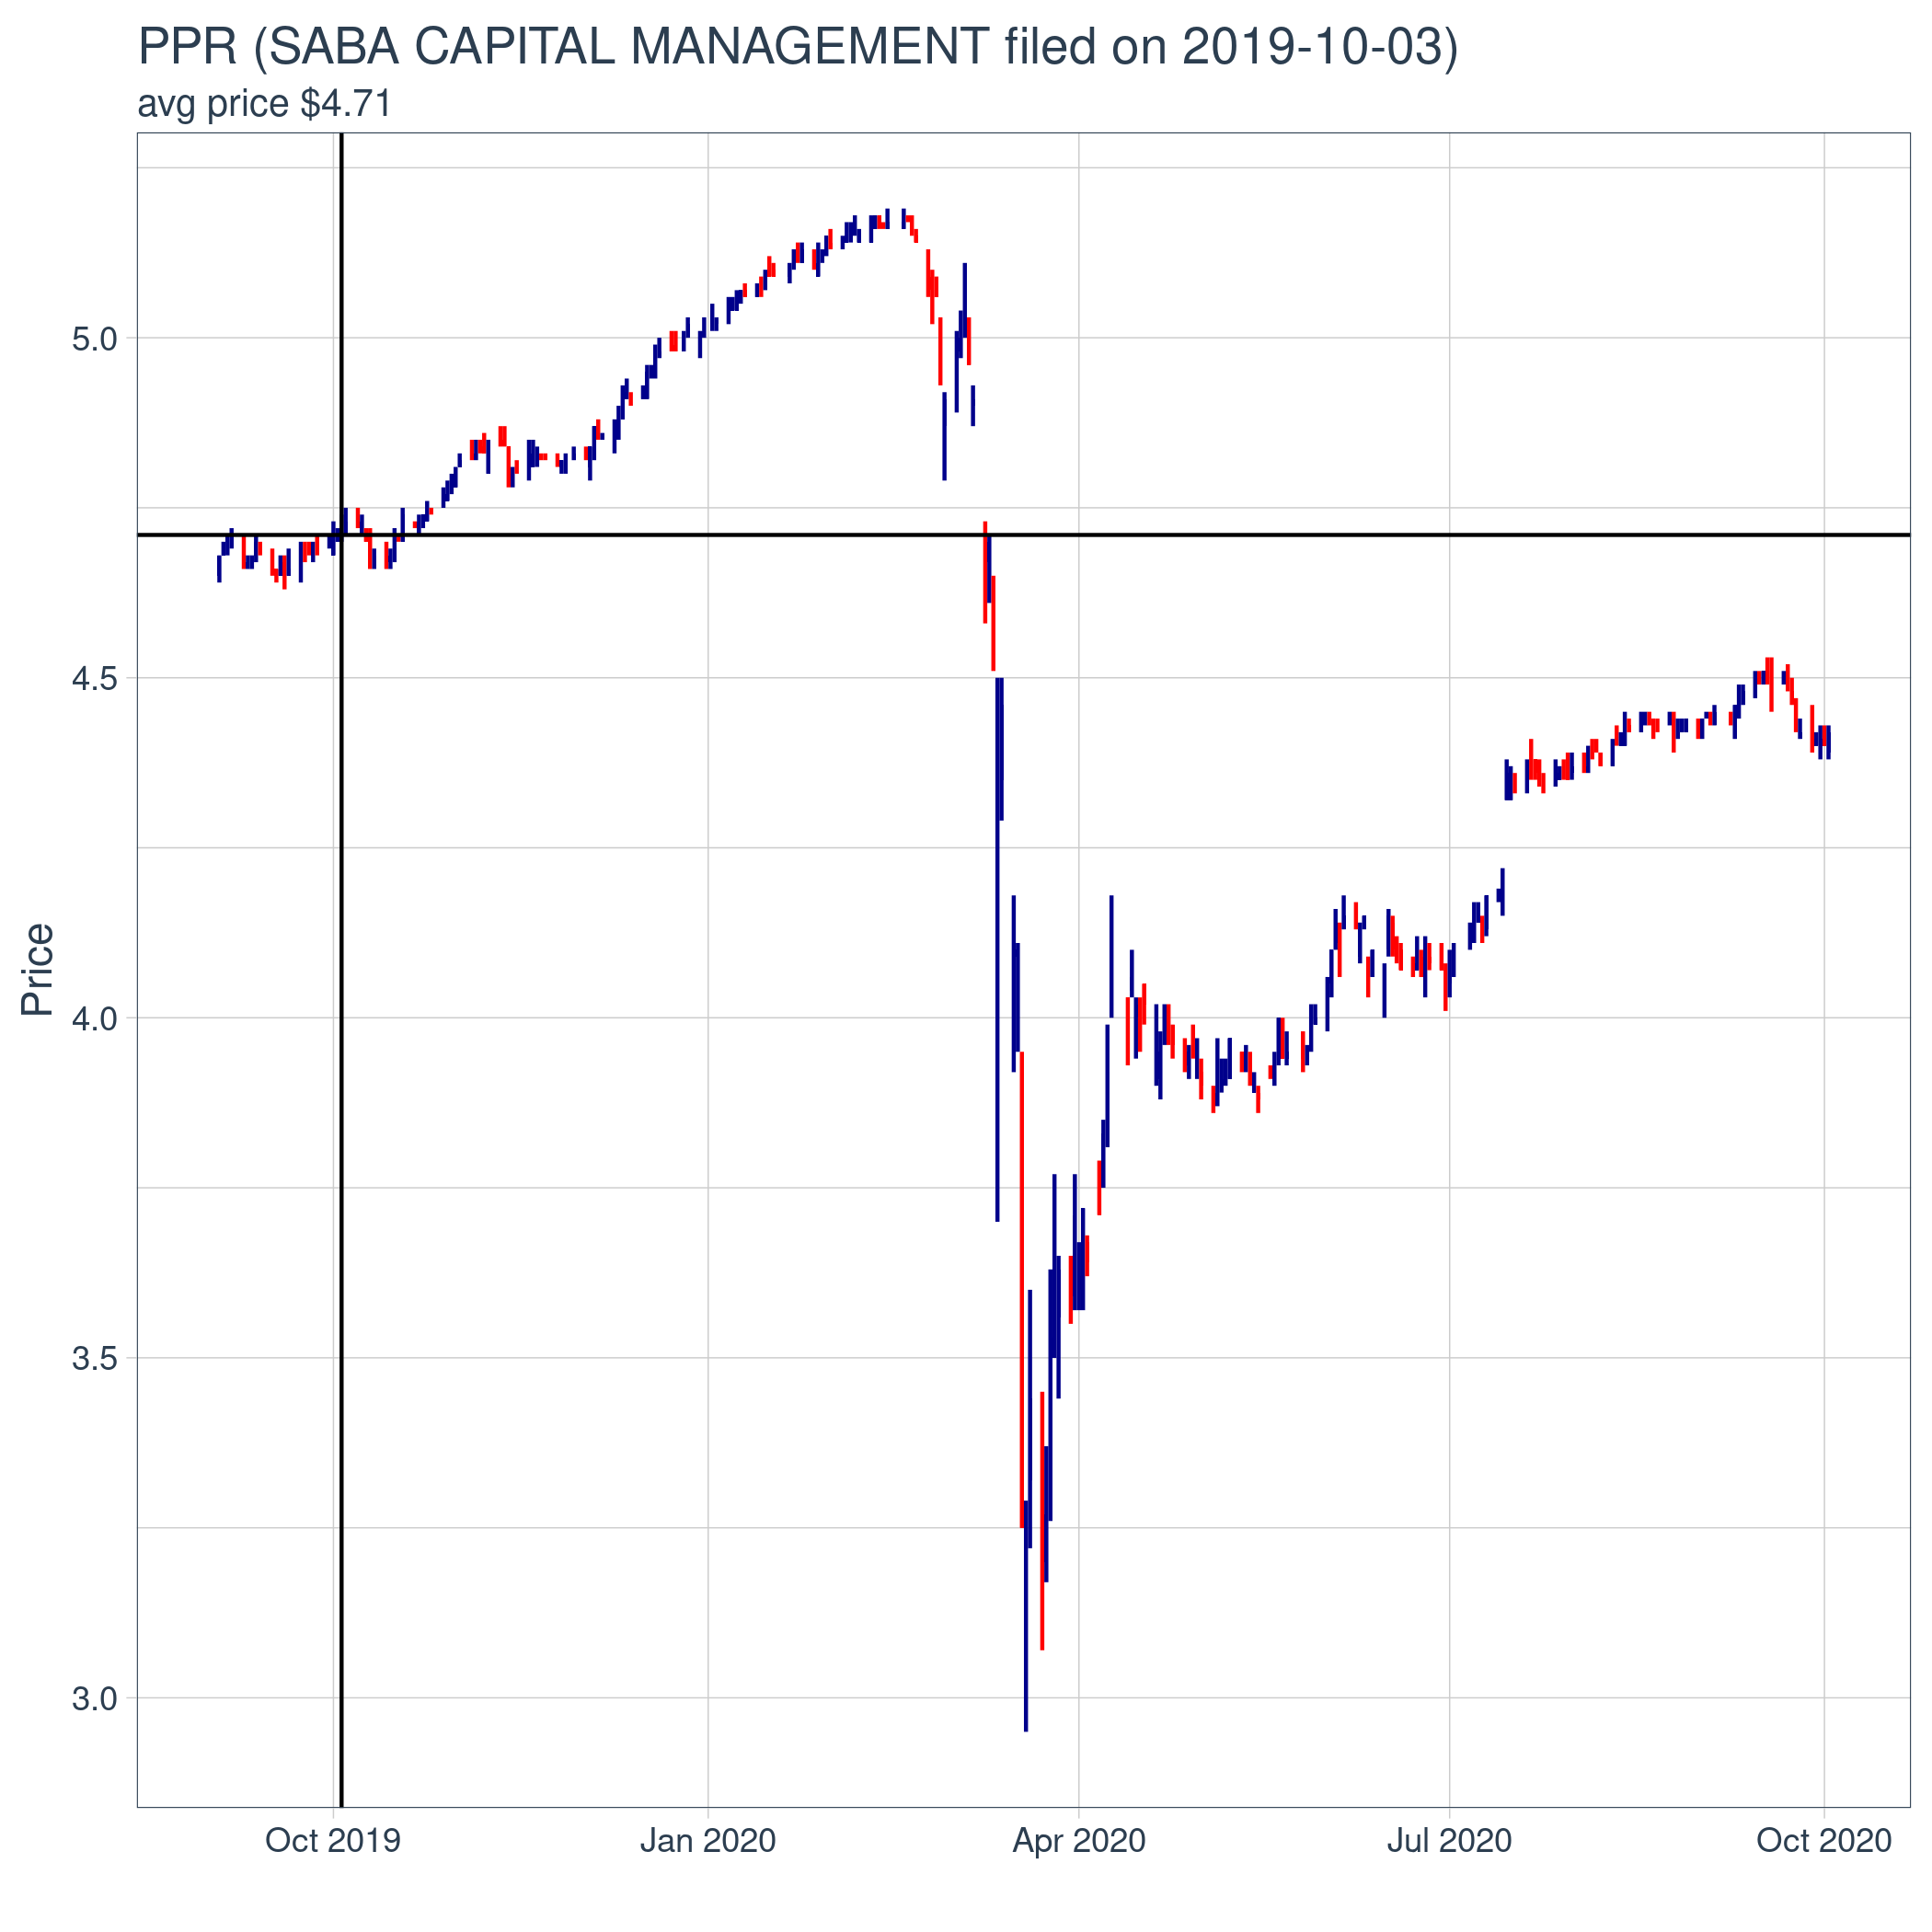 PPR (SABA CAPITAL MANAGEMENT filed on 2019-10-03)
avg price $4.71
Price
5.0
4.5
4.0
3.5
3.0
Oct 2019
Jan 2020
Apr 2020
Jul 2020
Oct 2020